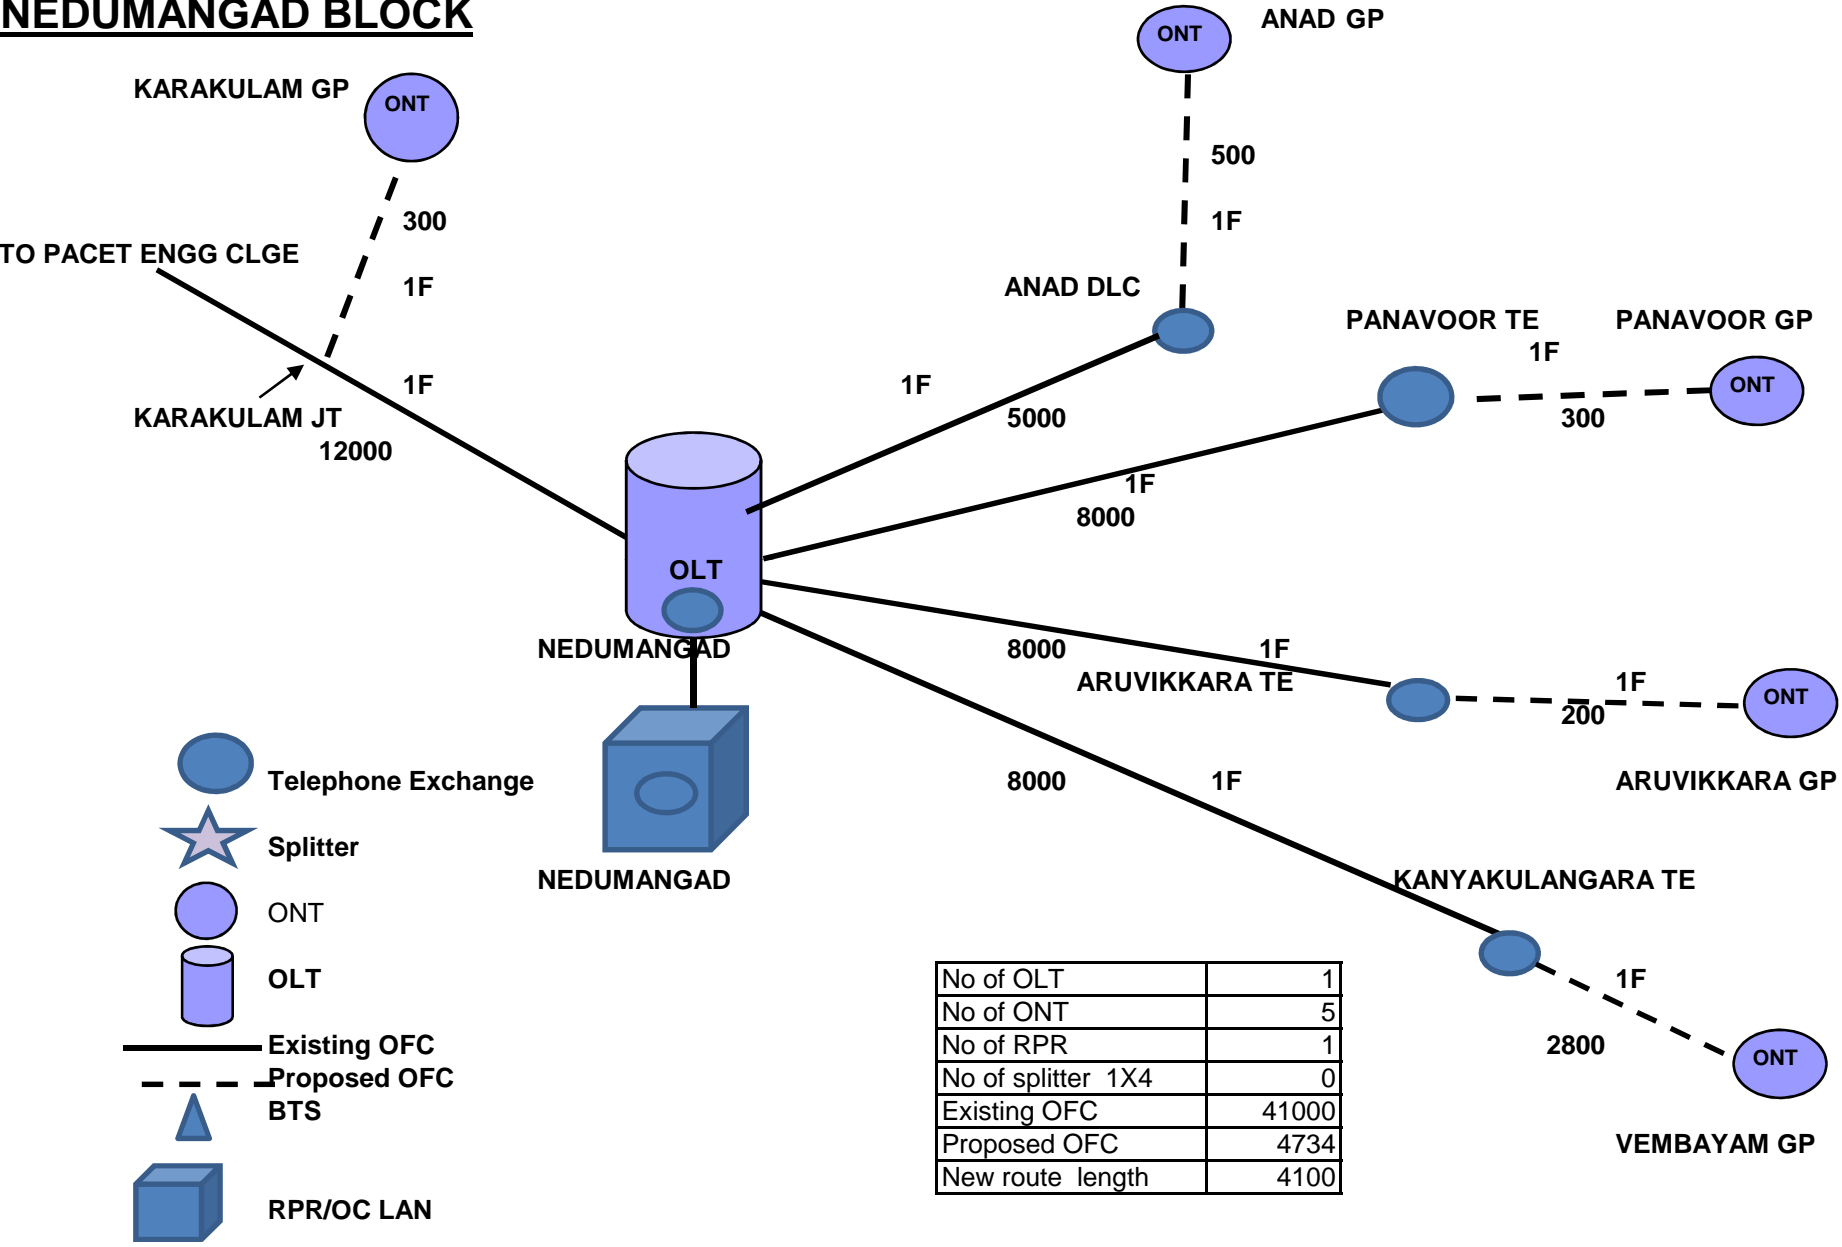 NEDUMANGAD BLOCK
ANAD GP
ONT
KARAKULAM GP
ONT
500
300
1F
TO PACET ENGG CLGE
1F
ANAD DLC
PANAVOOR TE
PANAVOOR GP
1F
1F
1F
ONT
KARAKULAM JT
5000
300
12000
1F
8000
OLT
NEDUMANGAD
8000
1F
ARUVIKKARA TE
1F
200
ONT
Telephone Exchange
8000
1F
ARUVIKKARA GP
Splitter
NEDUMANGAD
KANYAKULANGARA TE
ONT
OLT
1F
2800
ONT
Existing OFC
Proposed OFC
BTS
VEMBAYAM GP
RPR/OC LAN
No of OLT 1
No of ONT 5
No of RPR 1
No of splitter 1X4 0
Existing OFC 41000
Proposed OFC 4734
New route length 4100